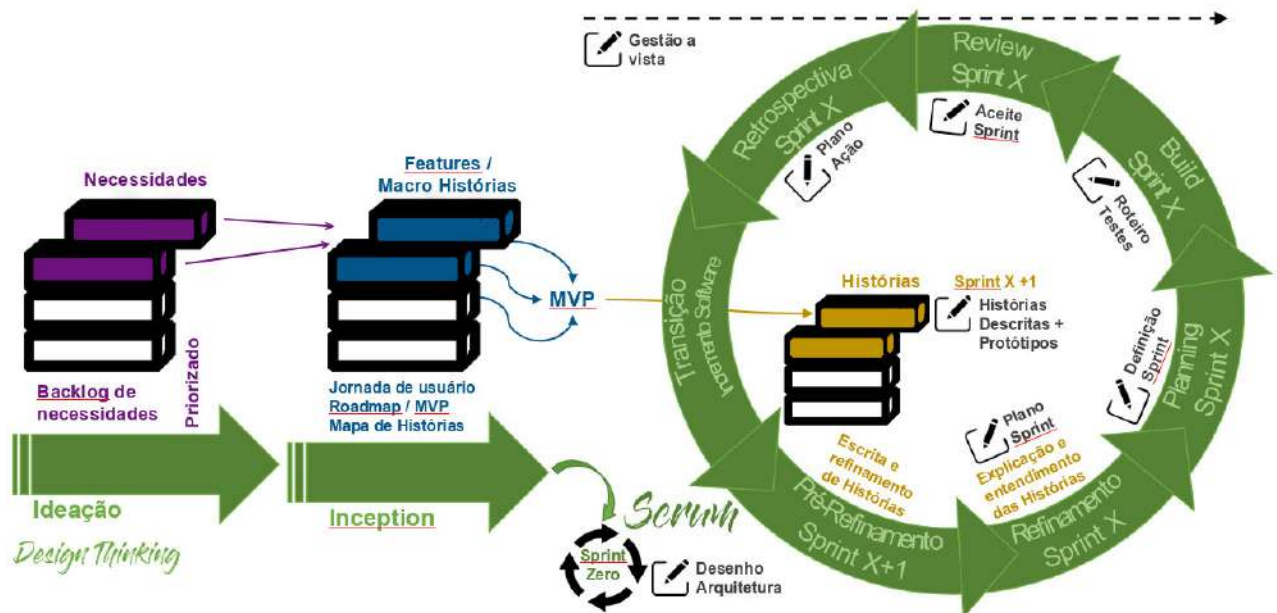 Gestão a
vista
Review
Sprint X
Retrospectiva
Sprint X
Aceite
Sprint
Plano
Ação
Build
Sprint X
Roteiro
Testes
Necessidades
Features /
Macro Histórias
MVP
Transição
Incremento Software
Histórias
Sprint X +1
Histórias
Descritas +
Protótipos
Definição
Sprint
Planning
Sprint X
Backlog de
necessidades
Priorizado
Jornada de usuário
Roadmap / MVP
Mapa de Histórias
Escrita e
refinamento
de Histórias
Plano
Sprint
Explicação e
entendimento
das Histórias
Pré-Refinamento
Sprint X+1
Refinamento
Sprint X
Ideação
Design Thinking
Inception
Scrum
Sprint
Zero
Desenho
Arquitetura